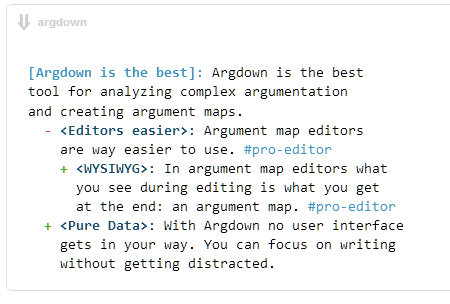 argdown
[Argdown is the best]: Argdown is the best
tool for analyzing complex argumentation
and creating argument maps.
- <Editors easier>: Argument map editors
are way easier to use. #pro-editor
+ <WYSIWYG>: In argument map editors what
you see during editing is what you get
at the end: an argument map. #pro-editor
+ <Pure Data>: With Argdown no user interface
gets in your way. You can focus on writing
without getting distracted.